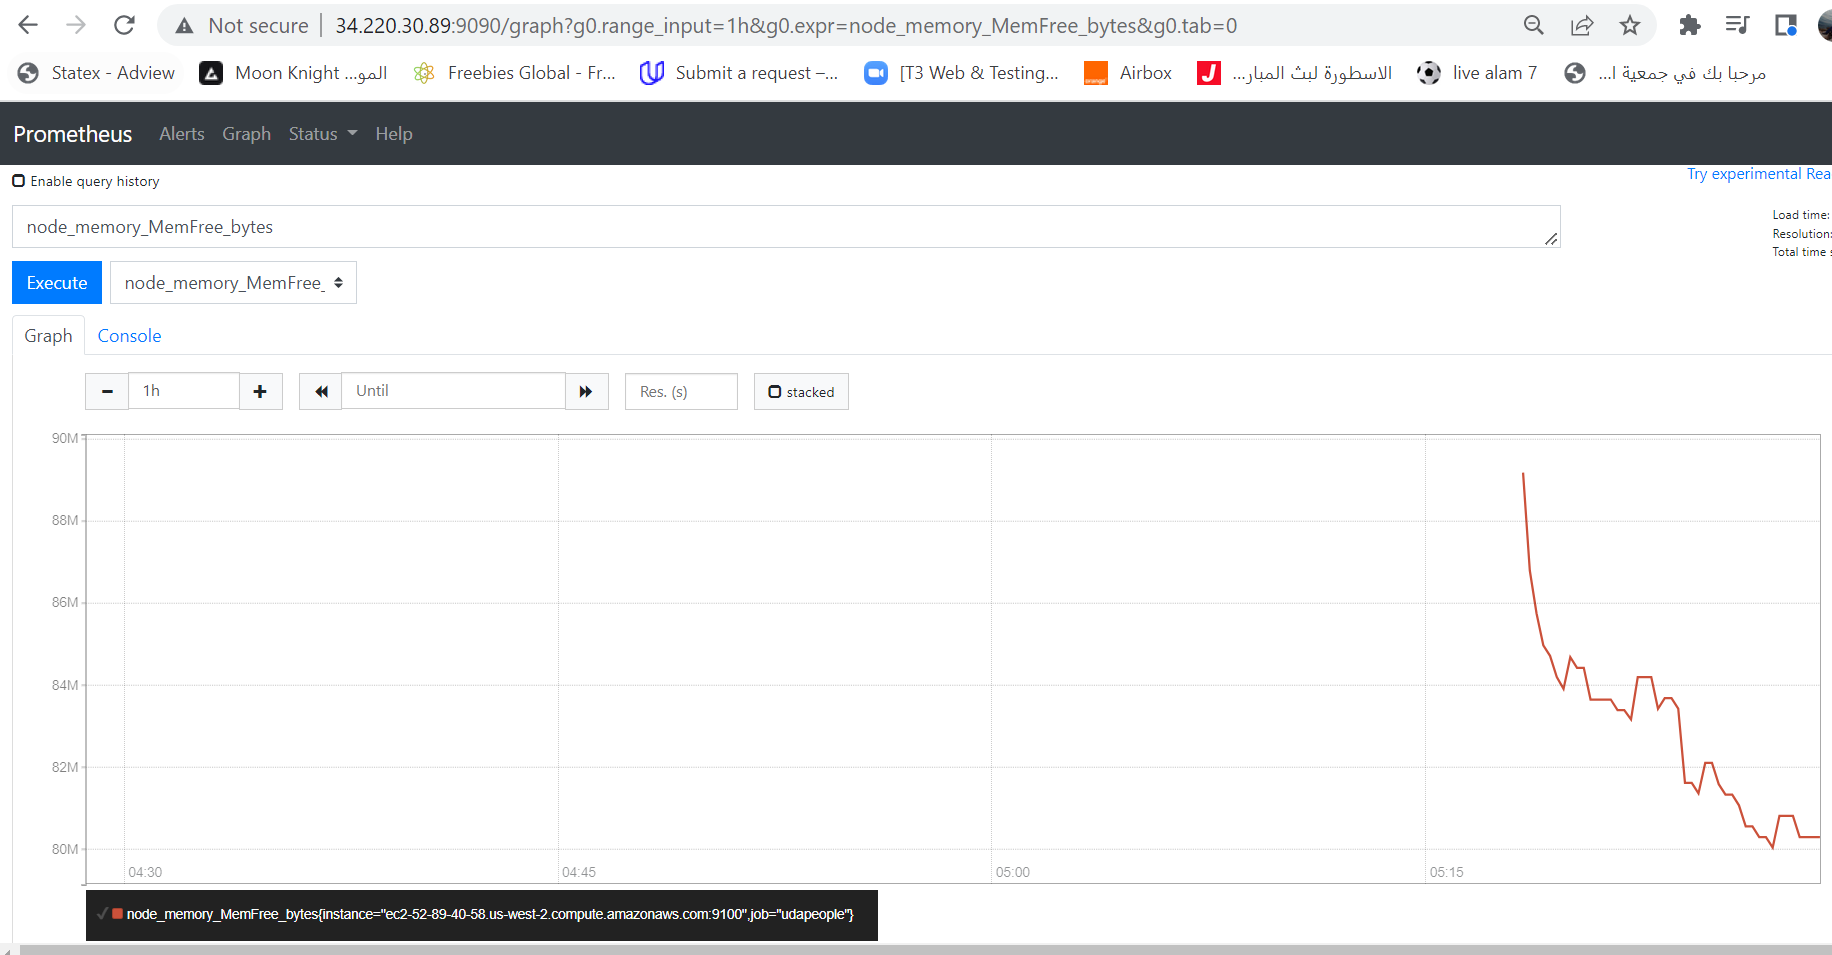 Not secure | 34.220.30.89:9090/graph?g0.range_input=1h&g0.expr=node_memory_MemFree_bytes&g0.tab=0
Statex - Adview Moon Knight ...المو Freebies Global - Fr... Submit a request –... [T3 Web & Testing... Airbox الاسطورة لبث المبار... live alam 7 مرحبا بك في جمعية ا...
Prometheus Alerts Graph Status Help
Enable query history
Try experimental Rea
node_memory_MemFree_bytes
Load time:
Resolution:
Total time s
Execute node_memory_MemFree_
Graph Console
1h Until Res. (s) stacked
90M
88M
86M
84M
82M
80M
04:30 04:45 05:00 05:15
node_memory_MemFree_bytes{instance="ec2-52-89-40-58.us-west-2.compute.amazonaws.com:9100",job="udapeople"}